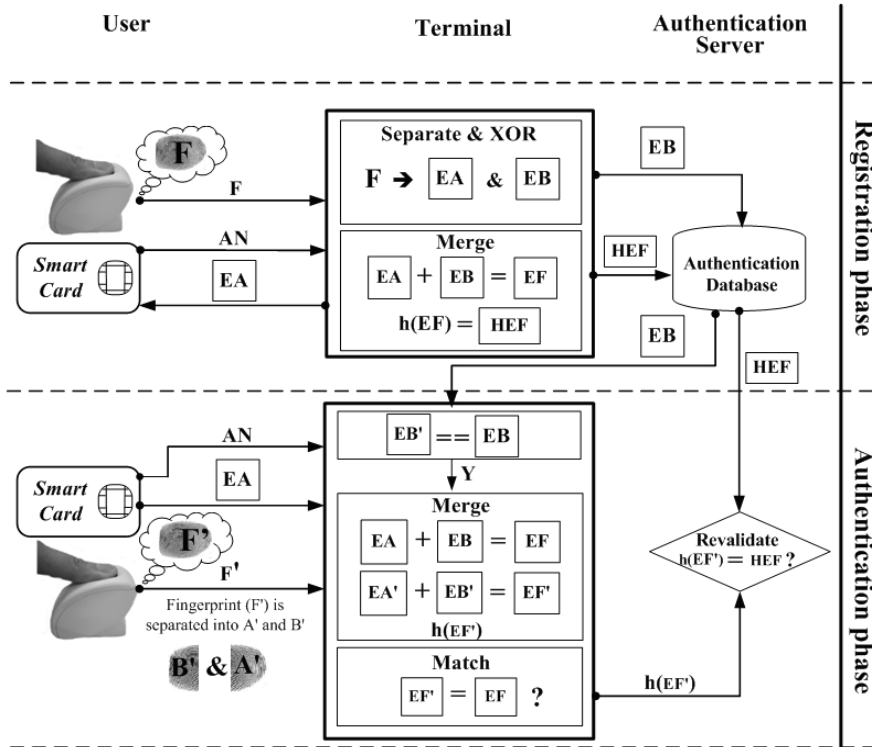 User
Terminal
Authentication
Server
Registration phase
F
F
Separate & XOR
F → EA & EB
EB
AN
Smart
Card
EA
Merge
EA + EB = EF
h(EF) = HEF
HEF
Authentication
Database
EB
HEF
Authentication phase
AN
EA
Smart
Card
EB' == EB
Y
F'
F'
Fingerprint (F') is
separated into A' and B'
B' & A'
Merge
EA + EB = EF
EA' + EB' = EF'
h(EF')
Match
EF' = EF ?
h(EF')
Revalidate
h(EF') = HEF ?